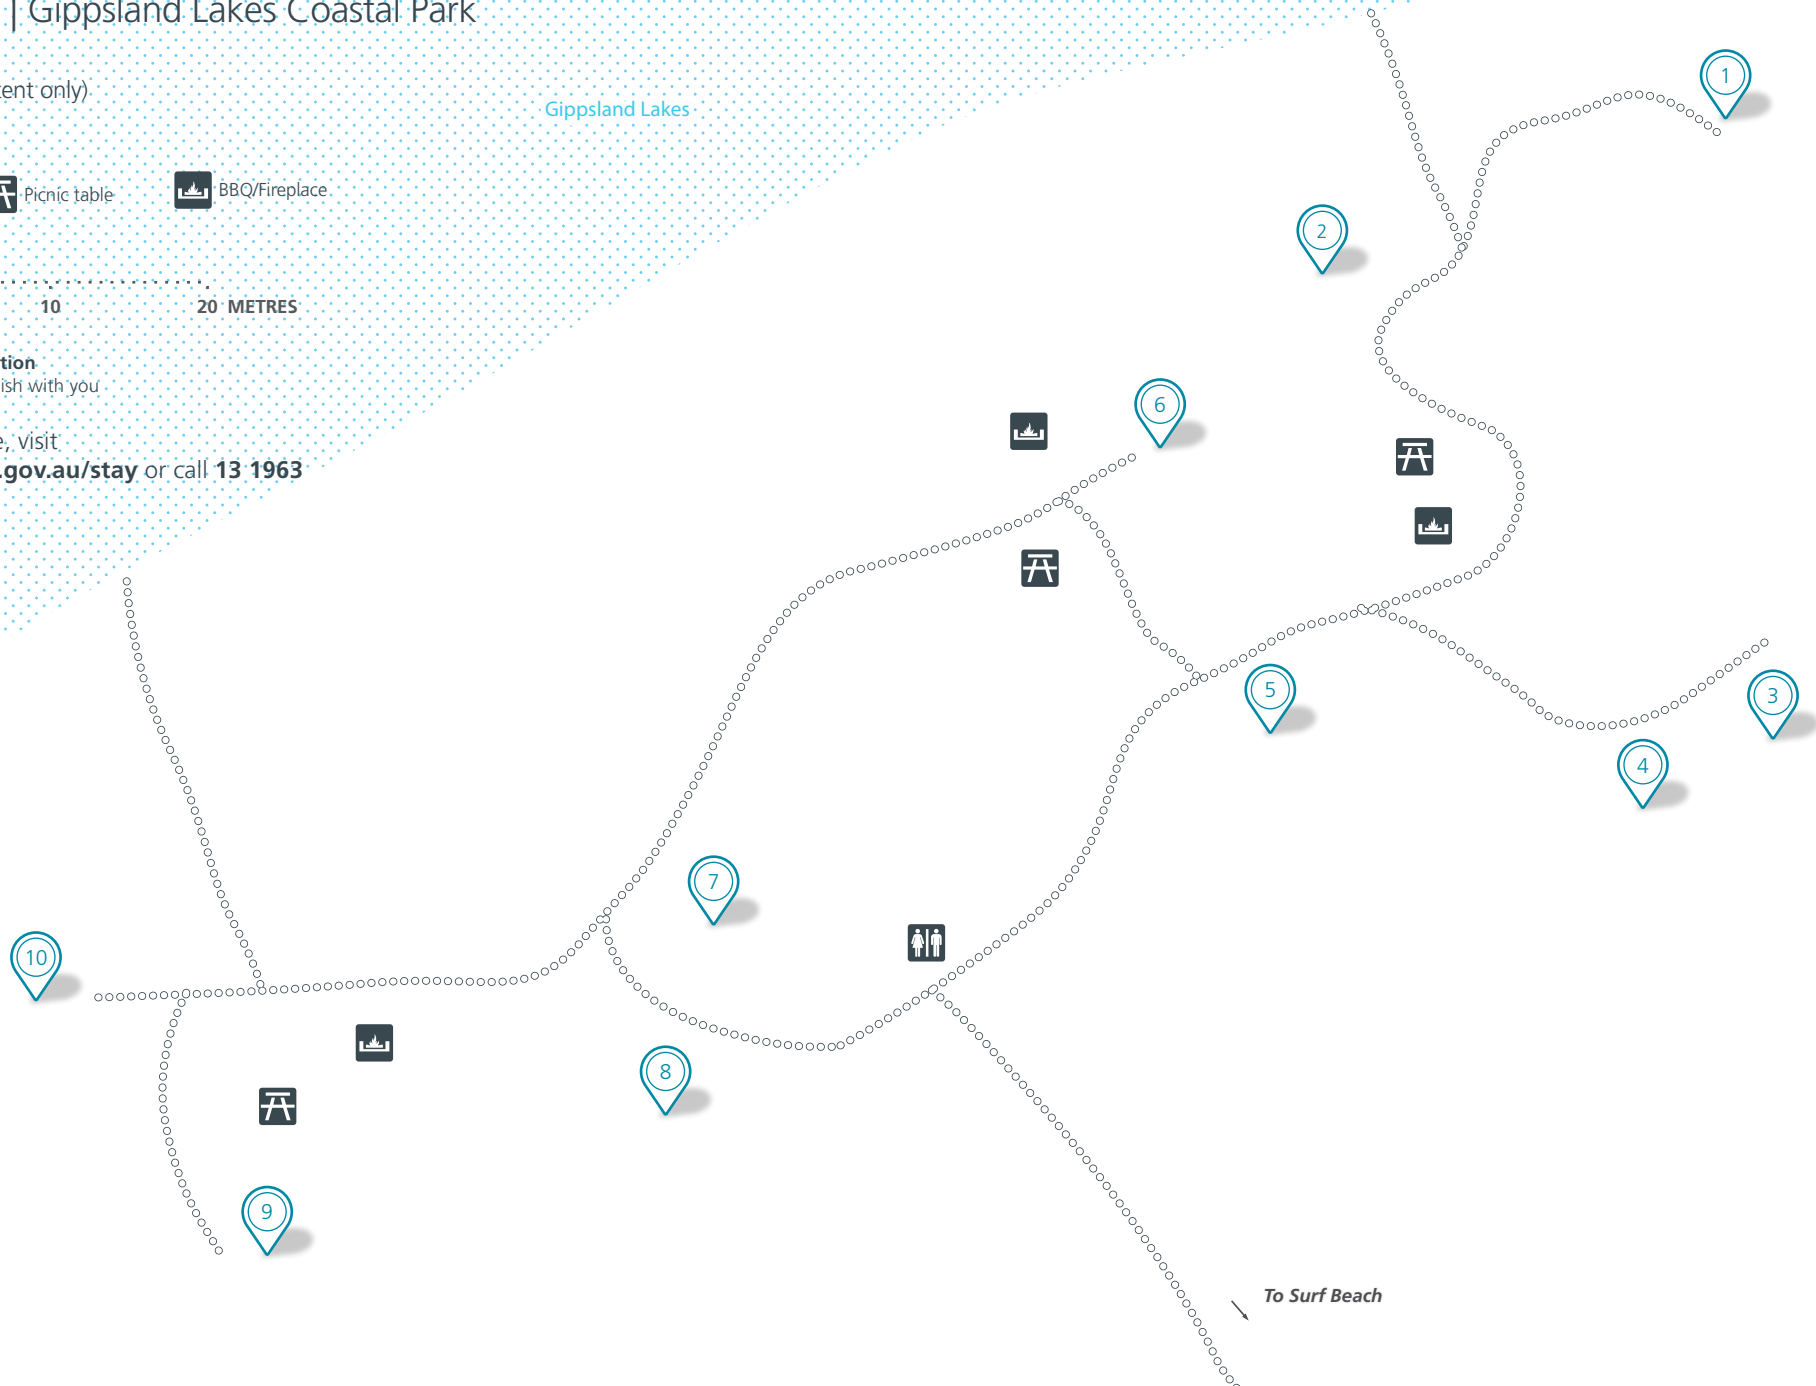 | Gippsland Lakes Coastal Park
tent only)
Gippsland Lakes
Picnic table
BBQ/Fireplace
10
20 METRES
tion
ish with you
e, visit
.gov.au/stay or call 13 1963
1
2
6
5
3
4
7
10
8
9
To Surf Beach